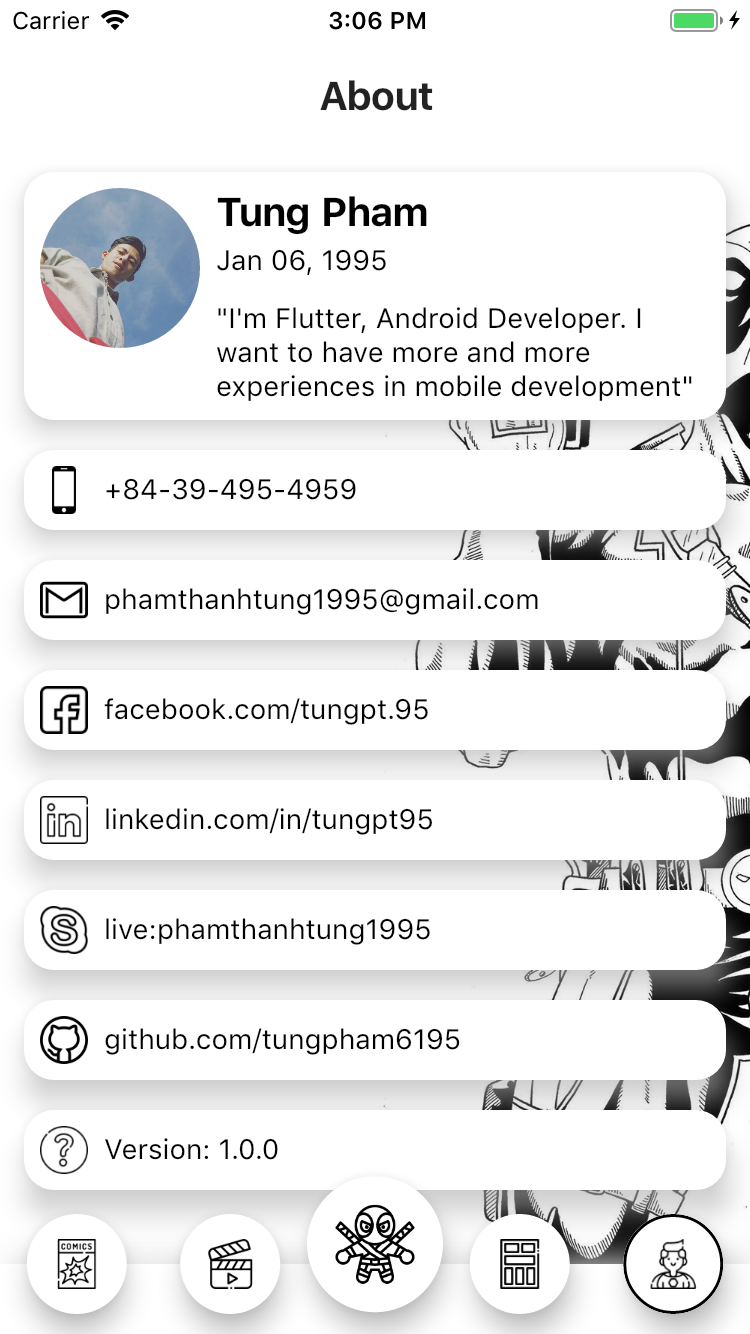 Carrier 3:06 PM
About
Tung Pham
Jan 06, 1995
"I'm Flutter, Android Developer. I
want to have more and more
experiences in mobile development"
+84-39-495-4959
phamthanhtung1995@gmail.com
facebook.com/tungpt.95
linkedin.com/in/tungpt95
live:phamthanhtung1995
github.com/tungpham6195
Version: 1.0.0
COMICS